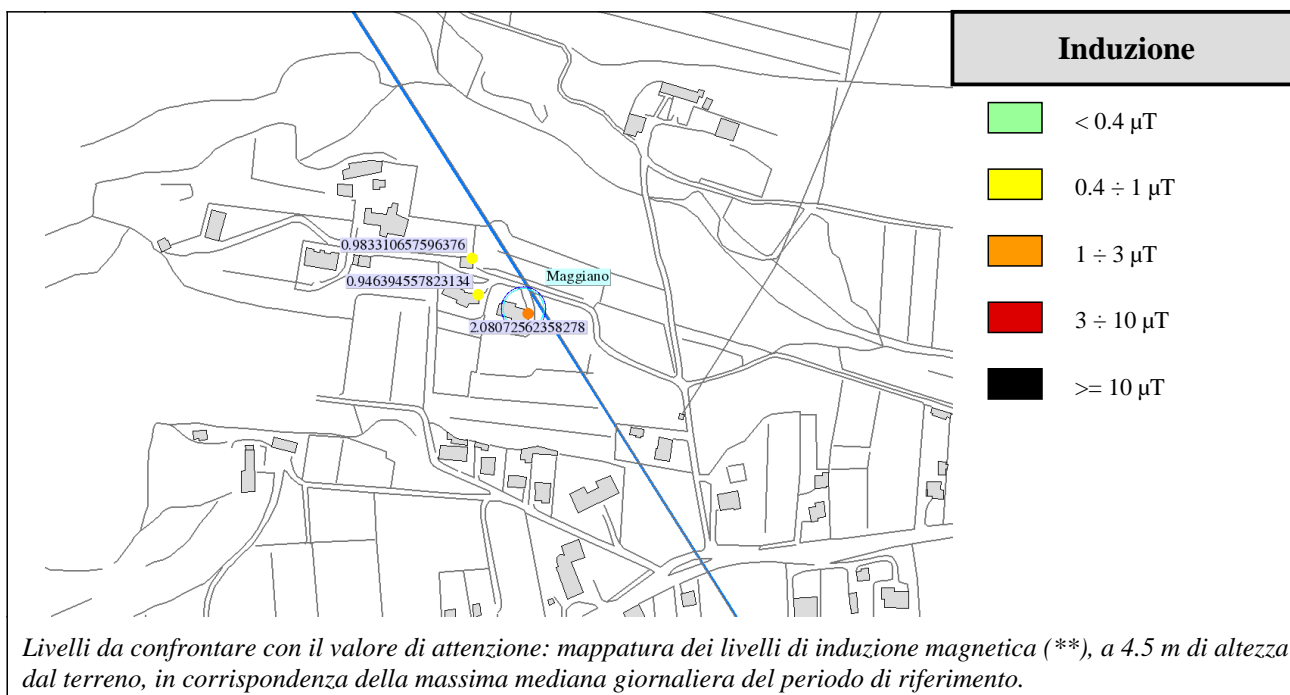 Induzione
< 0.4 µT
0.4 ÷ 1 µT
1 ÷ 3 µT
3 ÷ 10 µT
>= 10 µT
0.983310657596376
0.946394557823134
Maggiano
2.08072562358278
Livelli da confrontare con il valore di attenzione: mappatura dei livelli di induzione magnetica (**), a 4.5 m di altezza
dal terreno, in corrispondenza della massima mediana giornaliera del periodo di riferimento.